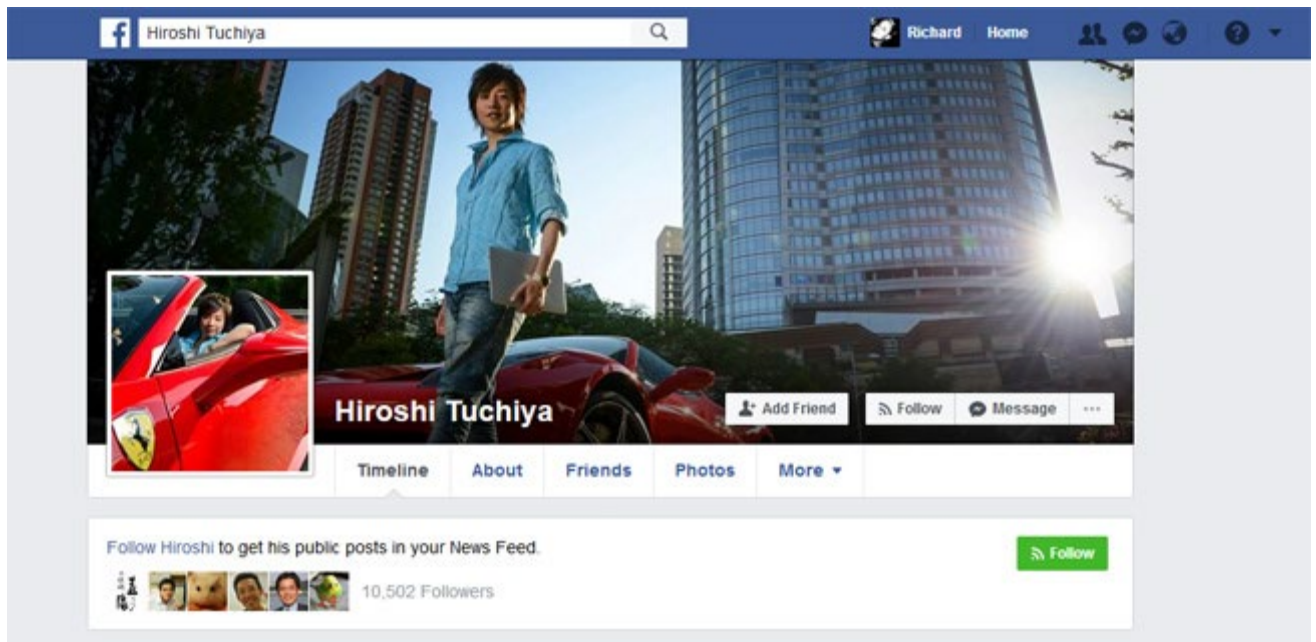 Hiroshi Tuchiya
Richard Home
Hiroshi Tuchiya
Add Friend Follow Message ...
Timeline About Friends Photos More
Follow Hiroshi to get his public posts in your News Feed.
Follow
10,502 Followers